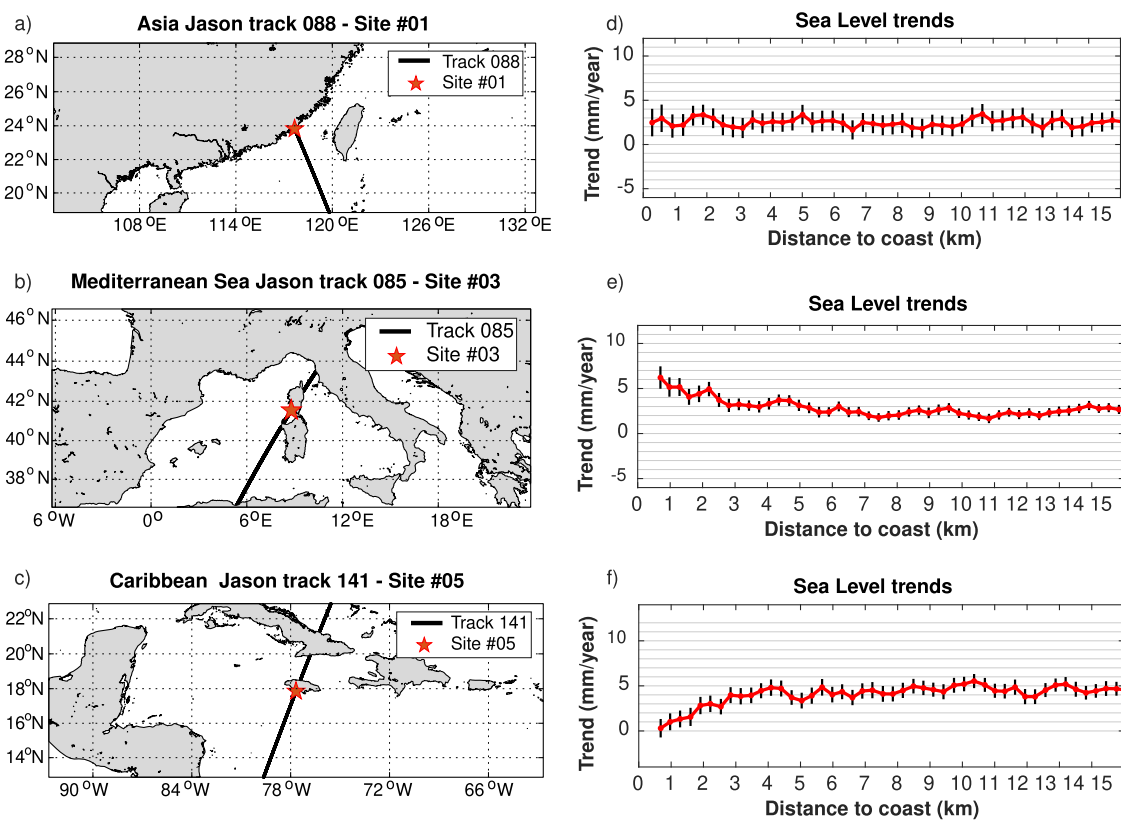 a)
Asia Jason track 088 - Site #01
28°N
26°N
24°N
22°N
20°N
108°E
114°E
120°E
126°E
132°E
Track 088
Site #01
d)
Sea Level trends
Trend (mm/year)
10
5
0
-5
0 1 2 3 4 5 6 7 8 9 10 11 12 13 14 15
Distance to coast (km)
b)
Mediterranean Sea Jason track 085 - Site #03
46°N
44°N
42°N
40°N
38°N
6°W
0°
6°E
12°E
18°E
Track 085
Site #03
e)
Sea Level trends
Trend (mm/year)
10
5
0
-5
0 1 2 3 4 5 6 7 8 9 10 11 12 13 14 15
Distance to coast (km)
c)
Caribbean Jason track 141 - Site #05
22°N
20°N
18°N
16°N
14°N
90°W
84°W
78°W
72°W
66°W
Track 141
Site #05
f)
Sea Level trends
Trend (mm/year)
10
5
0
0 1 2 3 4 5 6 7 8 9 10 11 12 13 14 15
Distance to coast (km)